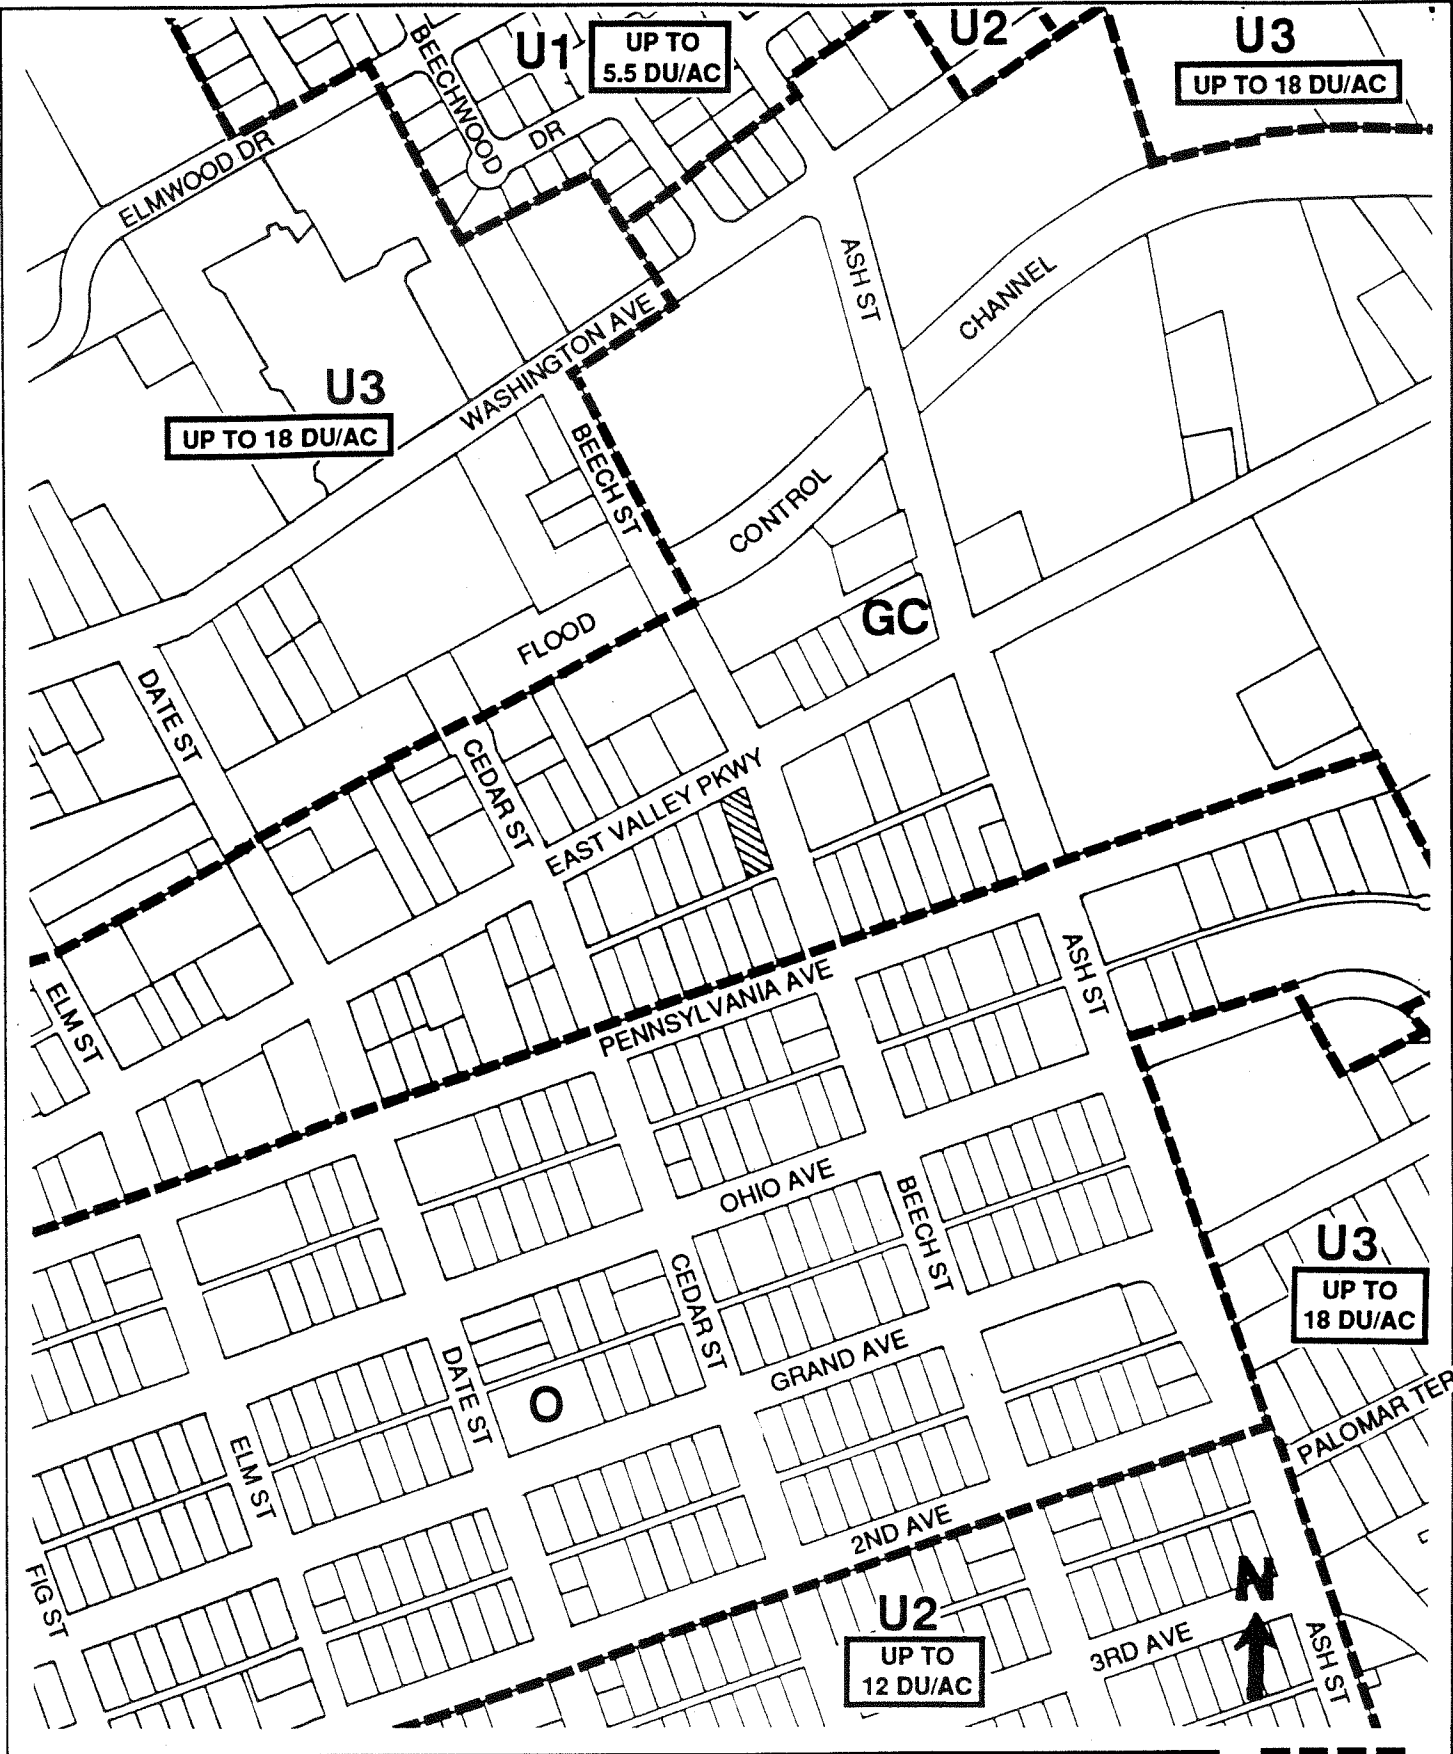 U1
UP TO
5.5 DU/AC
U2
U3
UP TO 18 DU/AC
BEECHWOOD
DR
ELMWOOD DR
ASH ST
CHANNEL
WASHINGTON AVE
U3
UP TO 18 DU/AC
BEECH ST
CONTROL
GC
FLOOD
DATE ST
CEDAR ST
EAST VALLEY PKWY
ELM ST
ASH ST
PENNSYLVANIA AVE
OHIO AVE
BEECH ST
U3
UP TO
18 DU/AC
CEDAR ST
GRAND AVE
DATE ST
O
PALOMAR TER
ELM ST
2ND AVE
FIG ST
N
U2
UP TO
12 DU/AC
3RD AVE
ASH ST